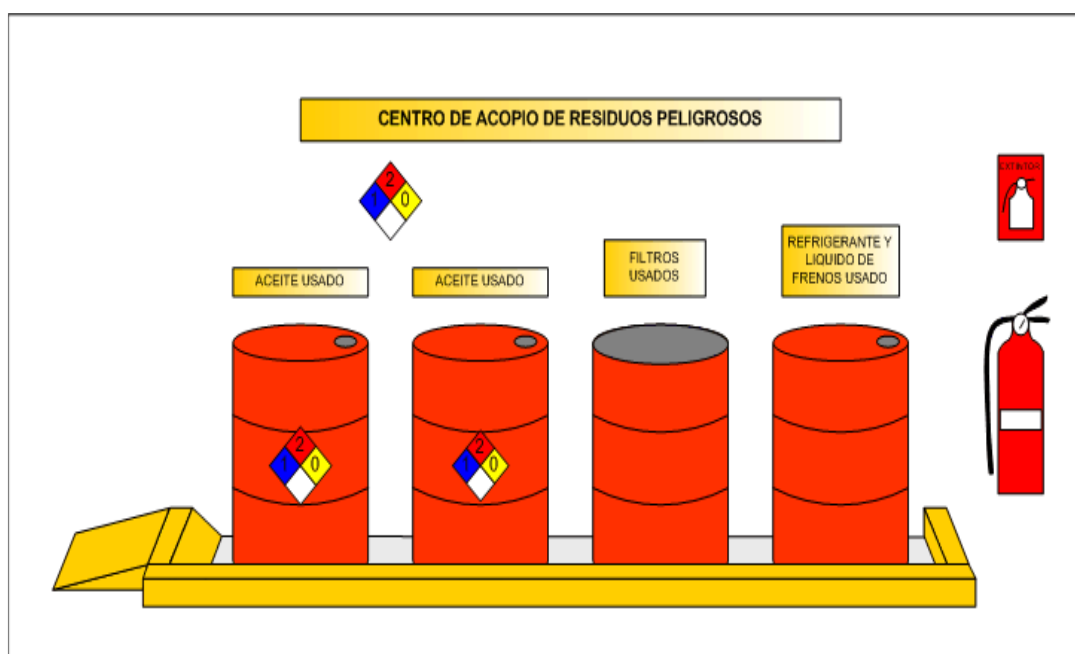 CENTRO DE ACOPIO DE RESIDUOS PELIGROSOS
2
1
0
EXTINTOR
ACEITE USADO
ACEITE USADO
FILTROS
USADOS
REFRIGERANTE Y
LIQUIDO DE
FRENOS USADO
2
1
0
2
1
0